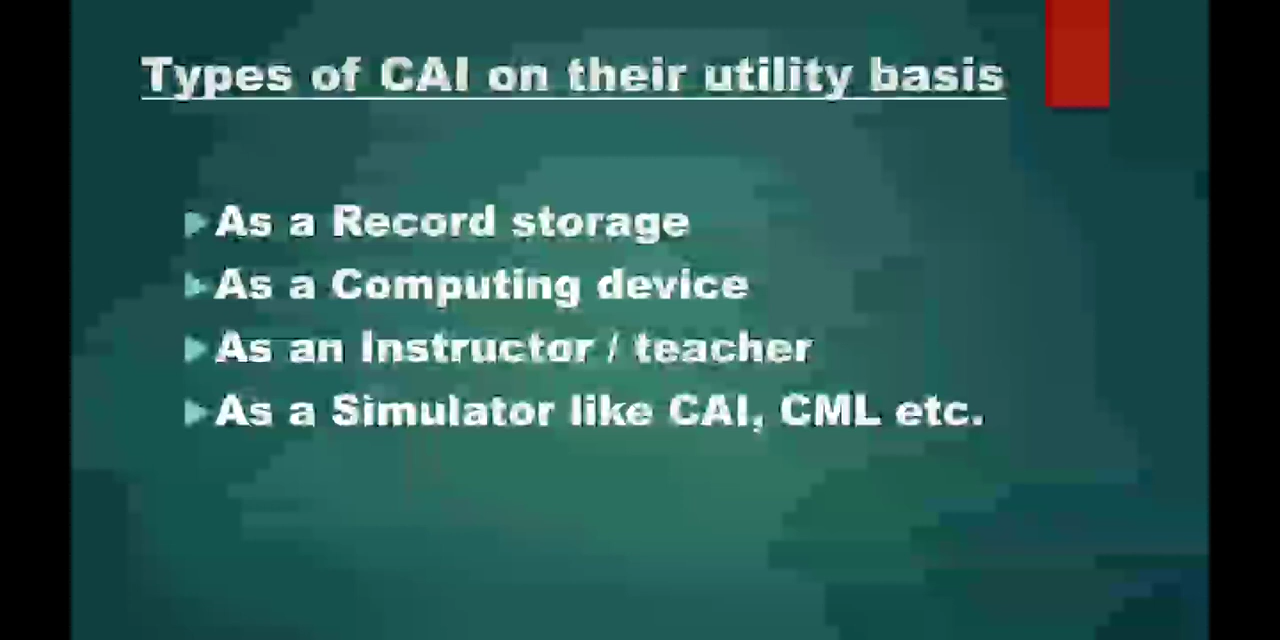 Types of CAI on their utility basis
As a Record storage
As a Computing device
As an Instructor / teacher
As a Simulator like CAI, CML etc.